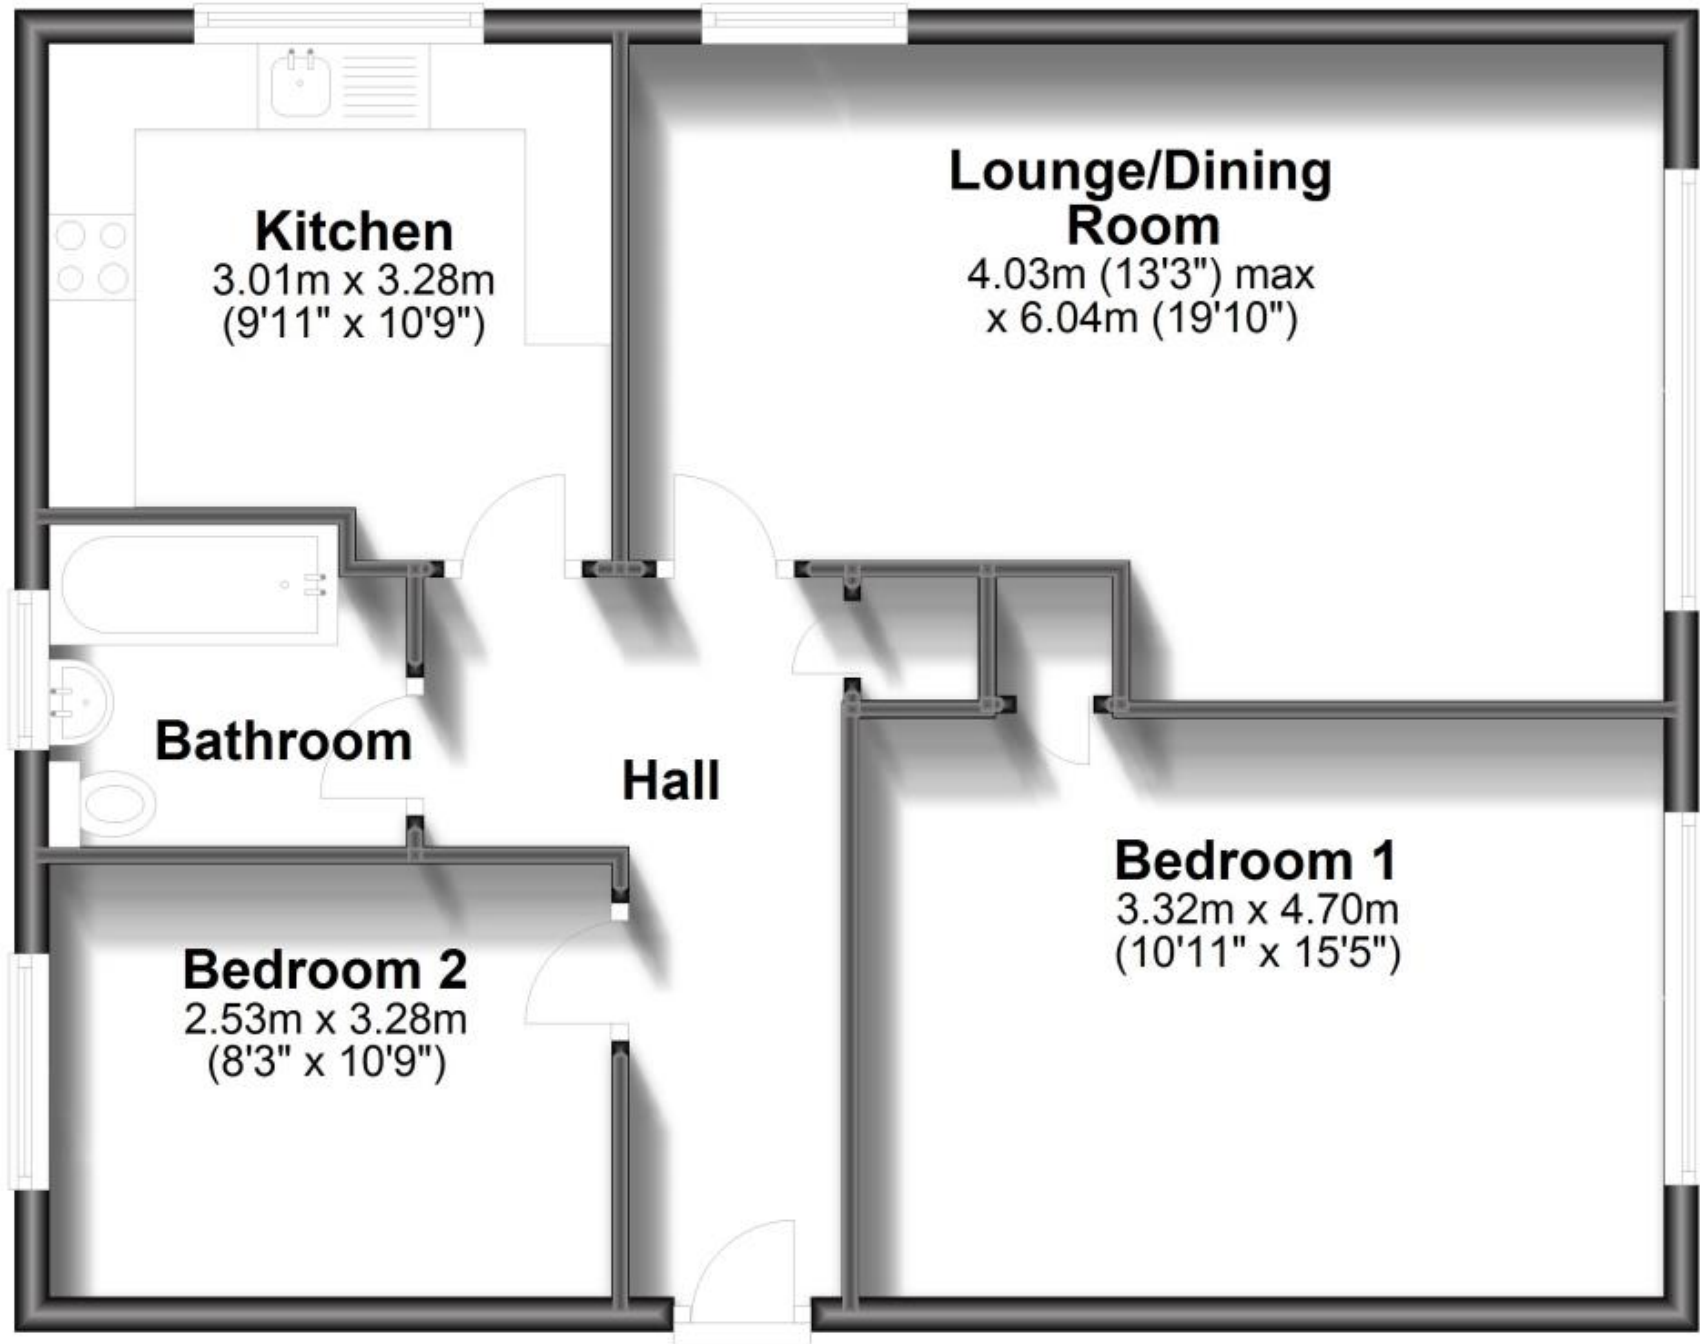 Kitchen
3.01m x 3.28m
(9'11" x 10'9")
Lounge/Dining
Room
4.03m (13'3") max
x 6.04m (19'10")
Bathroom
Hall
Bedroom 1
3.32m x 4.70m
(10'11" x 15'5")
Bedroom 2
2.53m x 3.28m
(8'3" x 10'9")